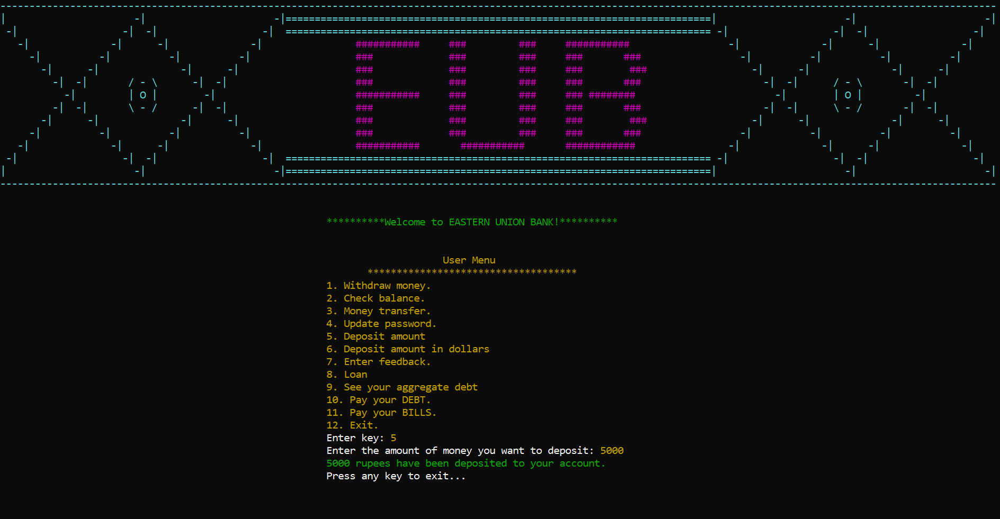 EUB
**********Welcome to EASTERN UNION BANK!**********
User Menu
************************************
1. Withdraw money.
2. Check balance.
3. Money transfer.
4. Update password.
5. Deposit amount
6. Deposit amount in dollars
7. Enter feedback.
8. Loan
9. See your aggregate debt
10. Pay your DEBT.
11. Pay your BILLS.
12. Exit.
Enter key: 5
Enter the amount of money you want to deposit: 5000
5000 rupees have been deposited to your account.
Press any key to exit...